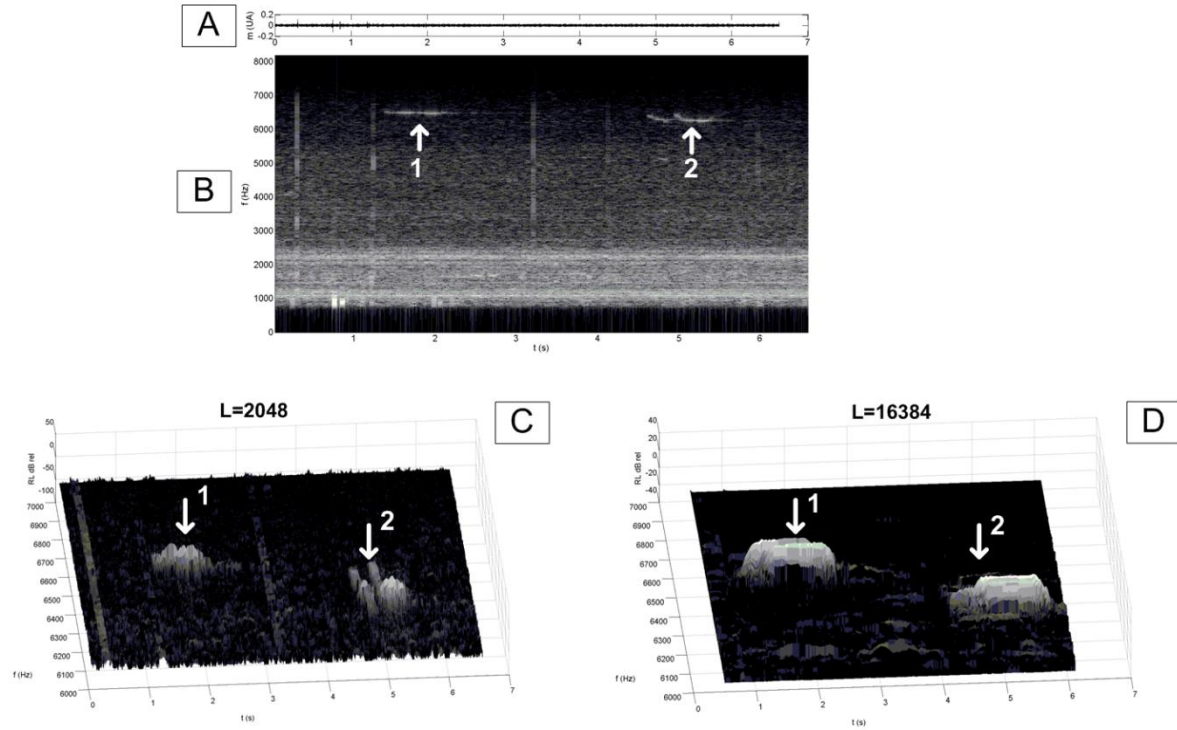 A
m (UA)
0.2
0
-0.2
0 1 2 3 4 5 6 7
B
f (Hz)
8000
7000
6000
5000
4000
3000
2000
1000
0
1
2
1 2 3 4 5 6
t (s)
L=2048
C
RL dB rel
50
0
-50
-100
7000
6900
6800
6700
6600
6500
6400
6300
6200
6100
6000
f (Hz)
1
2
0 1 2 3 4 5 6 7
t (s)
L=16384
D
RL dB rel
40
20
0
-20
-40
7000
6900
6800
6700
6600
6500
6400
6300
6200
6100
6000
f (Hz)
1
2
0 1 2 3 4 5 6 7
t (s)